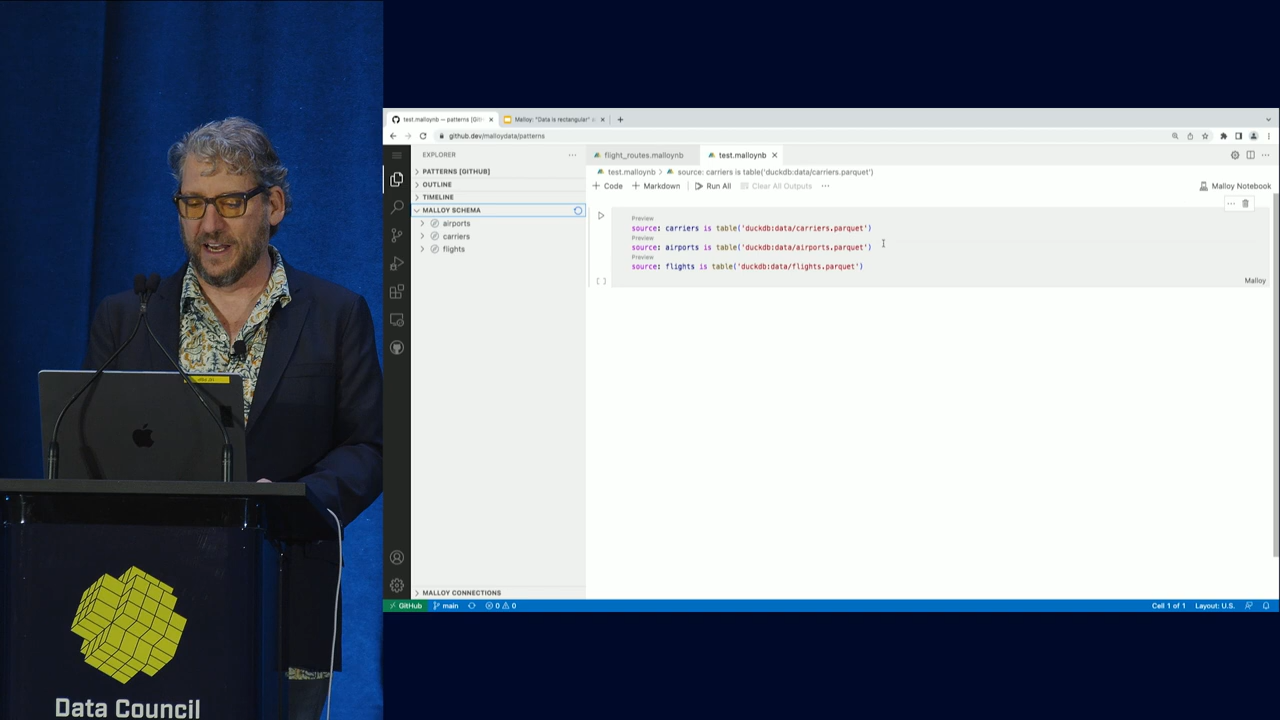 test.malloynb — patterns [GitH
Malloy: "Data is rectangular"
github.dev/malloydata/patterns
EXPLORER
PATTERNS [GITHUB]
OUTLINE
TIMELINE
MALLOY SCHEMA
airports
carriers
flights
MALLOY CONNECTIONS
flight_routes.malloynb
test.malloynb
test.malloynb > source: carriers is table('duckdb:data/carriers.parquet')
+ Code + Markdown Run All Clear All Outputs ...
Malloy Notebook
Preview
source: carriers is table('duckdb:data/carriers.parquet')
Preview
source: airports is table('duckdb:data/airports.parquet')
Preview
source: flights is table('duckdb:data/flights.parquet')
[ ]
Malloy
GitHub main 0 0
Cell 1 of 1 Layout: U.S.
Data Council